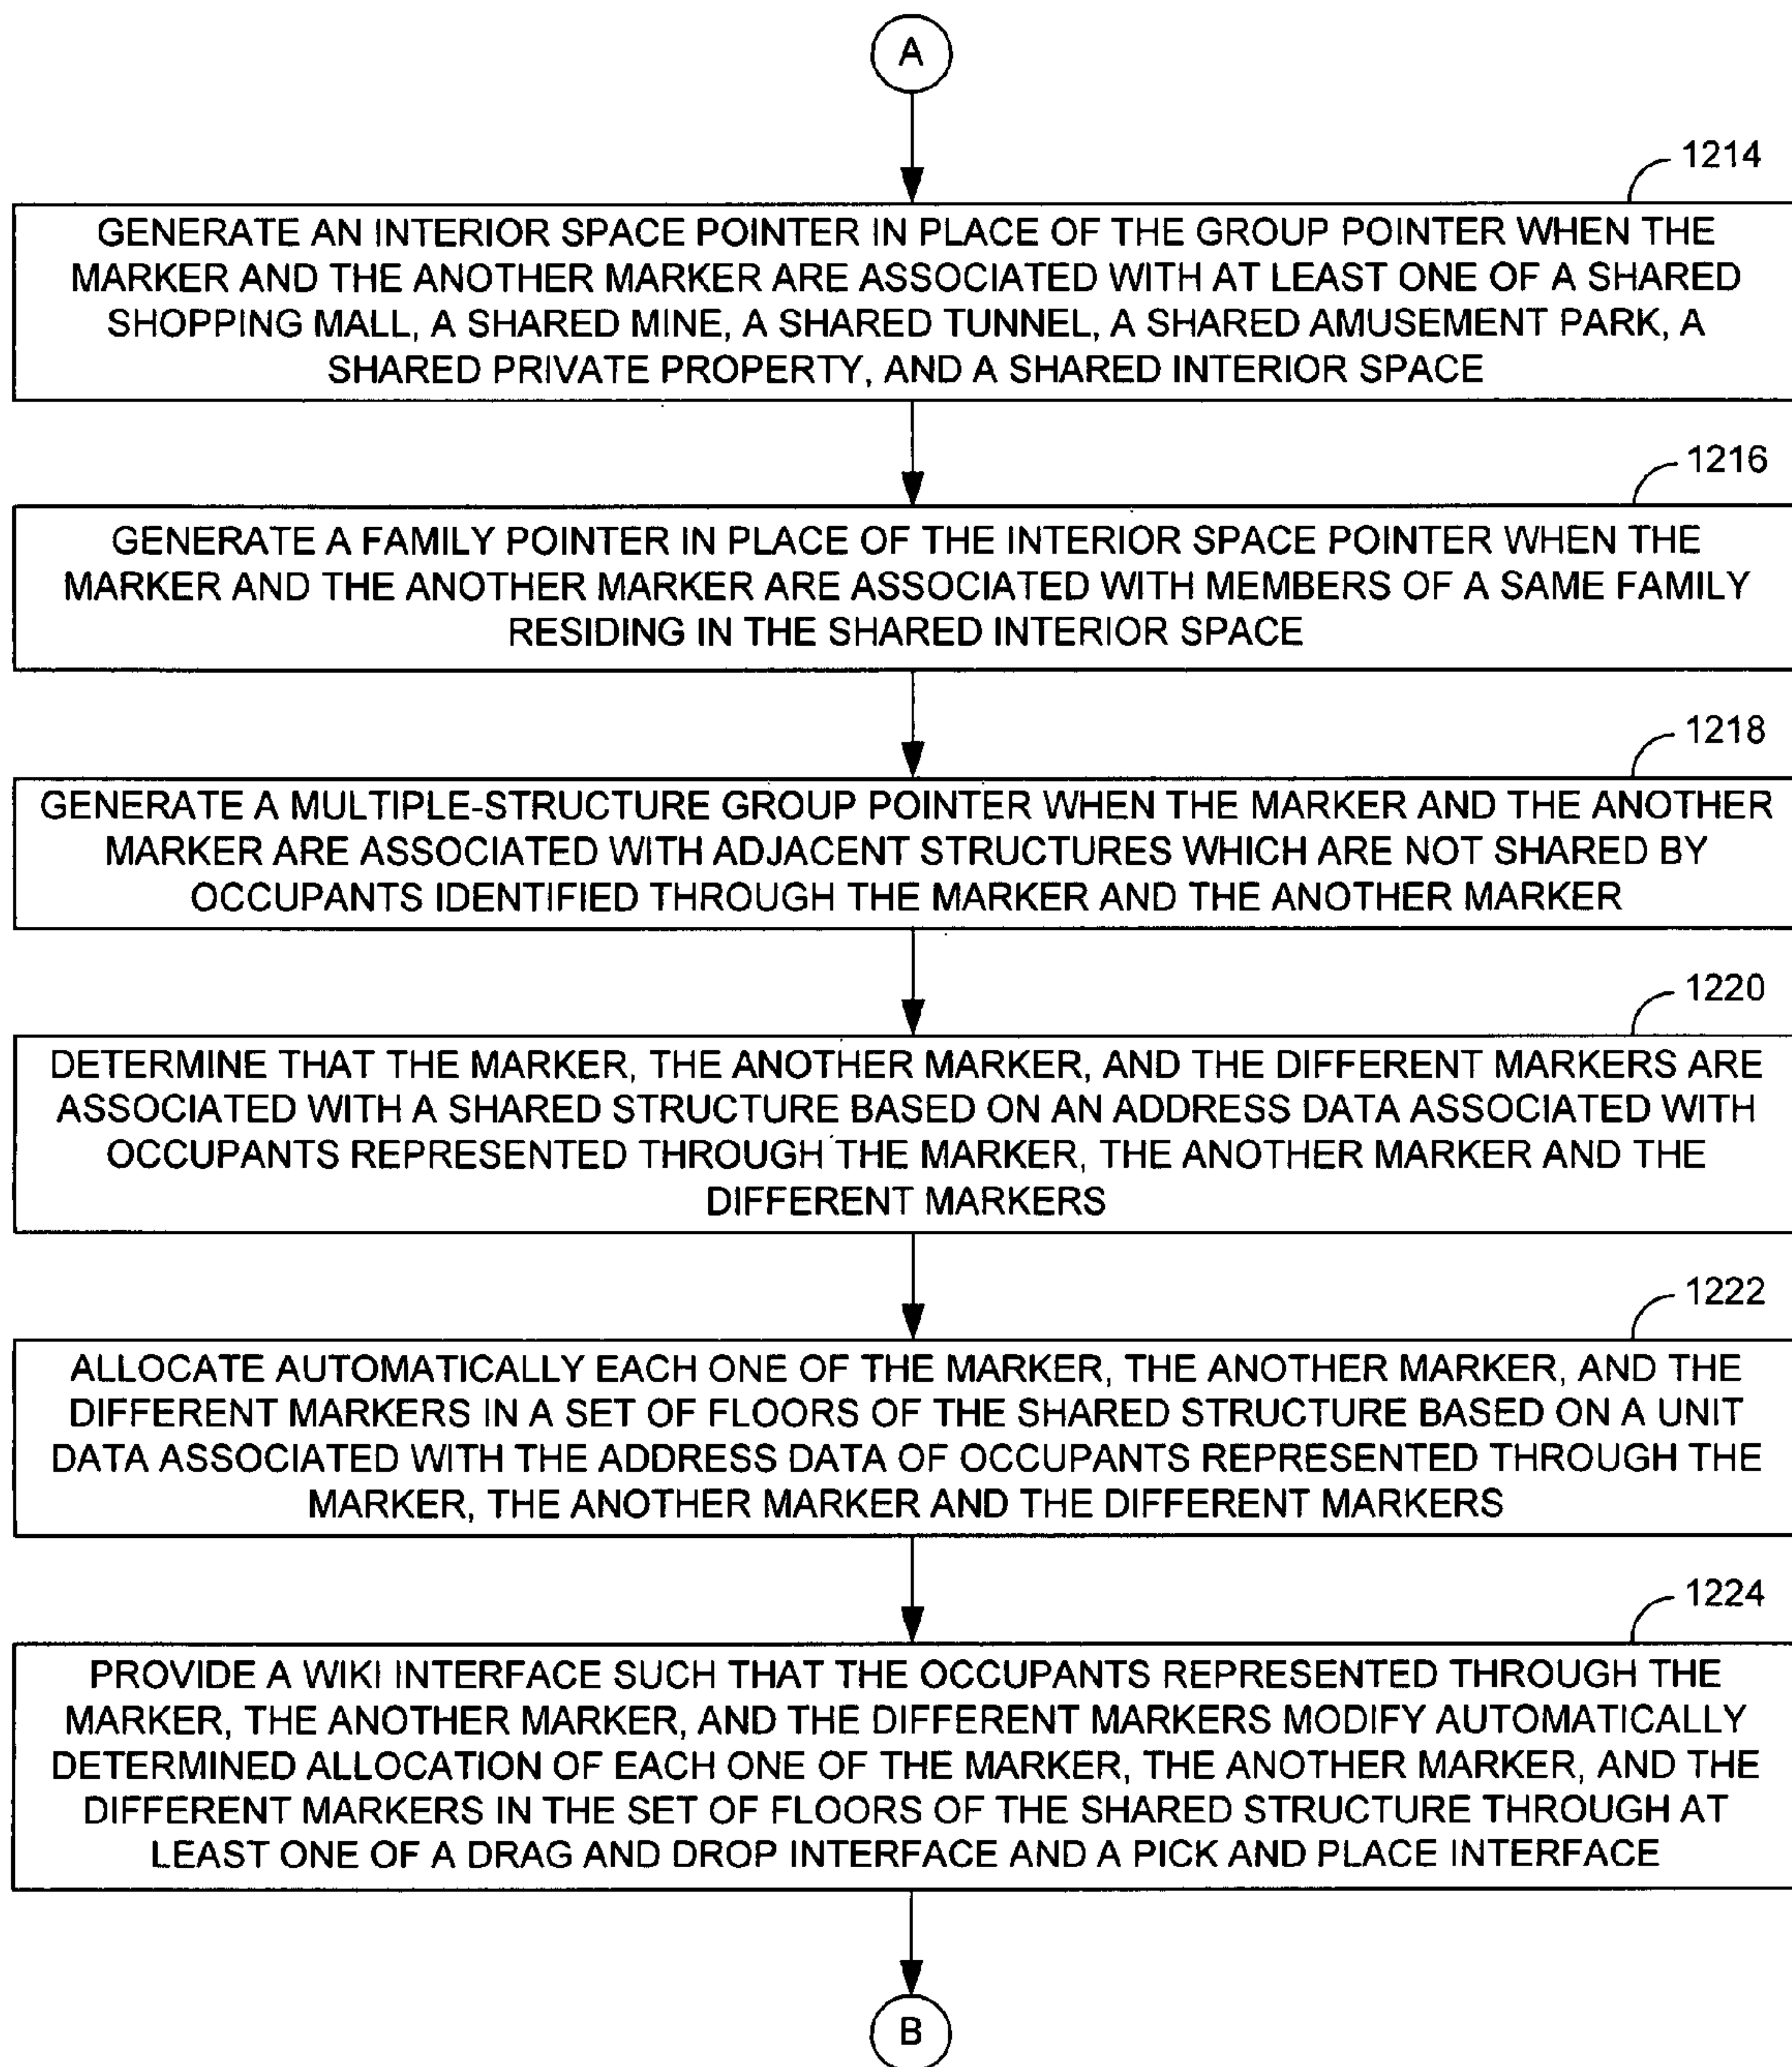 A
1214
GENERATE AN INTERIOR SPACE POINTER IN PLACE OF THE GROUP POINTER WHEN THE
MARKER AND THE ANOTHER MARKER ARE ASSOCIATED WITH AT LEAST ONE OF A SHARED
SHOPPING MALL, A SHARED MINE, A SHARED TUNNEL, A SHARED AMUSEMENT PARK, A
SHARED PRIVATE PROPERTY, AND A SHARED INTERIOR SPACE
1216
GENERATE A FAMILY POINTER IN PLACE OF THE INTERIOR SPACE POINTER WHEN THE
MARKER AND THE ANOTHER MARKER ARE ASSOCIATED WITH MEMBERS OF A SAME FAMILY
RESIDING IN THE SHARED INTERIOR SPACE
1218
GENERATE A MULTIPLE-STRUCTURE GROUP POINTER WHEN THE MARKER AND THE ANOTHER
MARKER ARE ASSOCIATED WITH ADJACENT STRUCTURES WHICH ARE NOT SHARED BY
OCCUPANTS IDENTIFIED THROUGH THE MARKER AND THE ANOTHER MARKER
1220
DETERMINE THAT THE MARKER, THE ANOTHER MARKER, AND THE DIFFERENT MARKERS ARE
ASSOCIATED WITH A SHARED STRUCTURE BASED ON AN ADDRESS DATA ASSOCIATED WITH
OCCUPANTS REPRESENTED THROUGH THE MARKER, THE ANOTHER MARKER AND THE
DIFFERENT MARKERS
1222
ALLOCATE AUTOMATICALLY EACH ONE OF THE MARKER, THE ANOTHER MARKER, AND THE
DIFFERENT MARKERS IN A SET OF FLOORS OF THE SHARED STRUCTURE BASED ON A UNIT
DATA ASSOCIATED WITH THE ADDRESS DATA OF OCCUPANTS REPRESENTED THROUGH THE
MARKER, THE ANOTHER MARKER AND THE DIFFERENT MARKERS
1224
PROVIDE A WIKI INTERFACE SUCH THAT THE OCCUPANTS REPRESENTED THROUGH THE
MARKER, THE ANOTHER MARKER, AND THE DIFFERENT MARKERS MODIFY AUTOMATICALLY
DETERMINED ALLOCATION OF EACH ONE OF THE MARKER, THE ANOTHER MARKER, AND THE
DIFFERENT MARKERS IN THE SET OF FLOORS OF THE SHARED STRUCTURE THROUGH AT
LEAST ONE OF A DRAG AND DROP INTERFACE AND A PICK AND PLACE INTERFACE
B